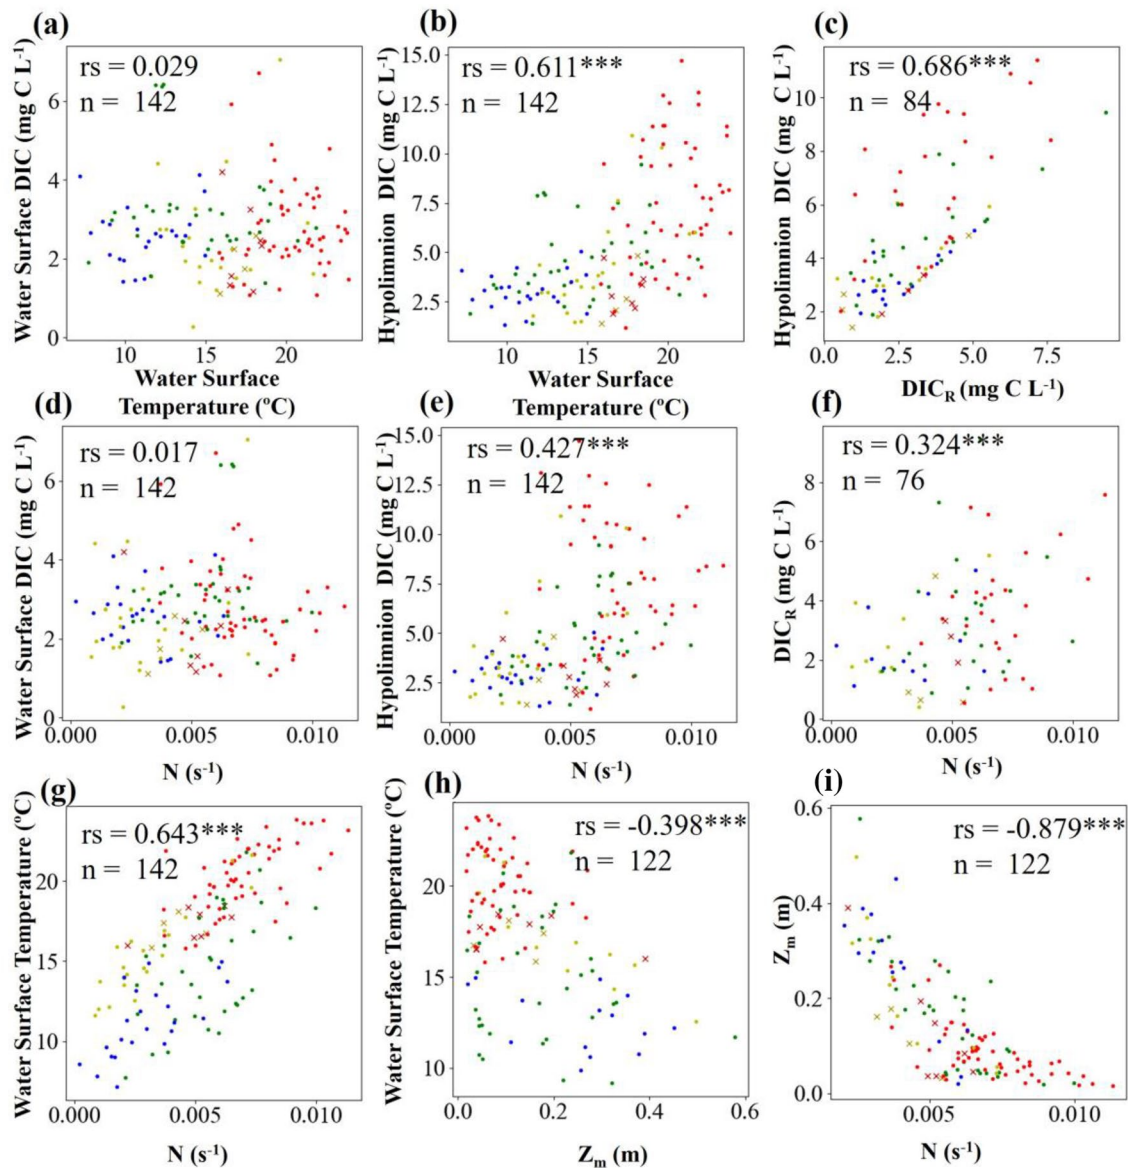 (a)
rs = 0.029
n = 142
Water Surface DIC (mg C L⁻¹)
6
4
2
0
10 15 20
Water Surface
Temperature (ºC)
(b)
rs = 0.611***
n = 142
Hypolimnion DIC (mg C L⁻¹)
15.0
12.5
10.0
7.5
5.0
2.5
10 15 20
Water Surface
Temperature (ºC)
(c)
rs = 0.686***
n = 84
Hypolimnion DIC (mg C L⁻¹)
10
8
6
4
2
0.0 2.5 5.0 7.5
DIC_R (mg C L⁻¹)
(d)
rs = 0.017
n = 142
Water Surface DIC (mg C L⁻¹)
6
4
2
0
0.000 0.005 0.010
N (s⁻¹)
(e)
rs = 0.427***
n = 142
Hypolimnion DIC (mg C L⁻¹)
15.0
12.5
10.0
7.5
5.0
2.5
0.000 0.005 0.010
N (s⁻¹)
(f)
rs = 0.324***
n = 76
DIC_R (mg C L⁻¹)
8
6
4
2
0
0.000 0.005 0.010
N (s⁻¹)
(g)
rs = 0.643***
n = 142
Water Surface Temperature (ºC)
20
15
10
0.000 0.005 0.010
N (s⁻¹)
(h)
rs = -0.398***
n = 122
Water Surface Temperature (ºC)
25
20
15
10
0.0 0.2 0.4 0.6
Z_m (m)
(i)
rs = -0.879***
n = 122
Z_m (m)
0.6
0.4
0.2
0.0
0.005 0.010
N (s⁻¹)